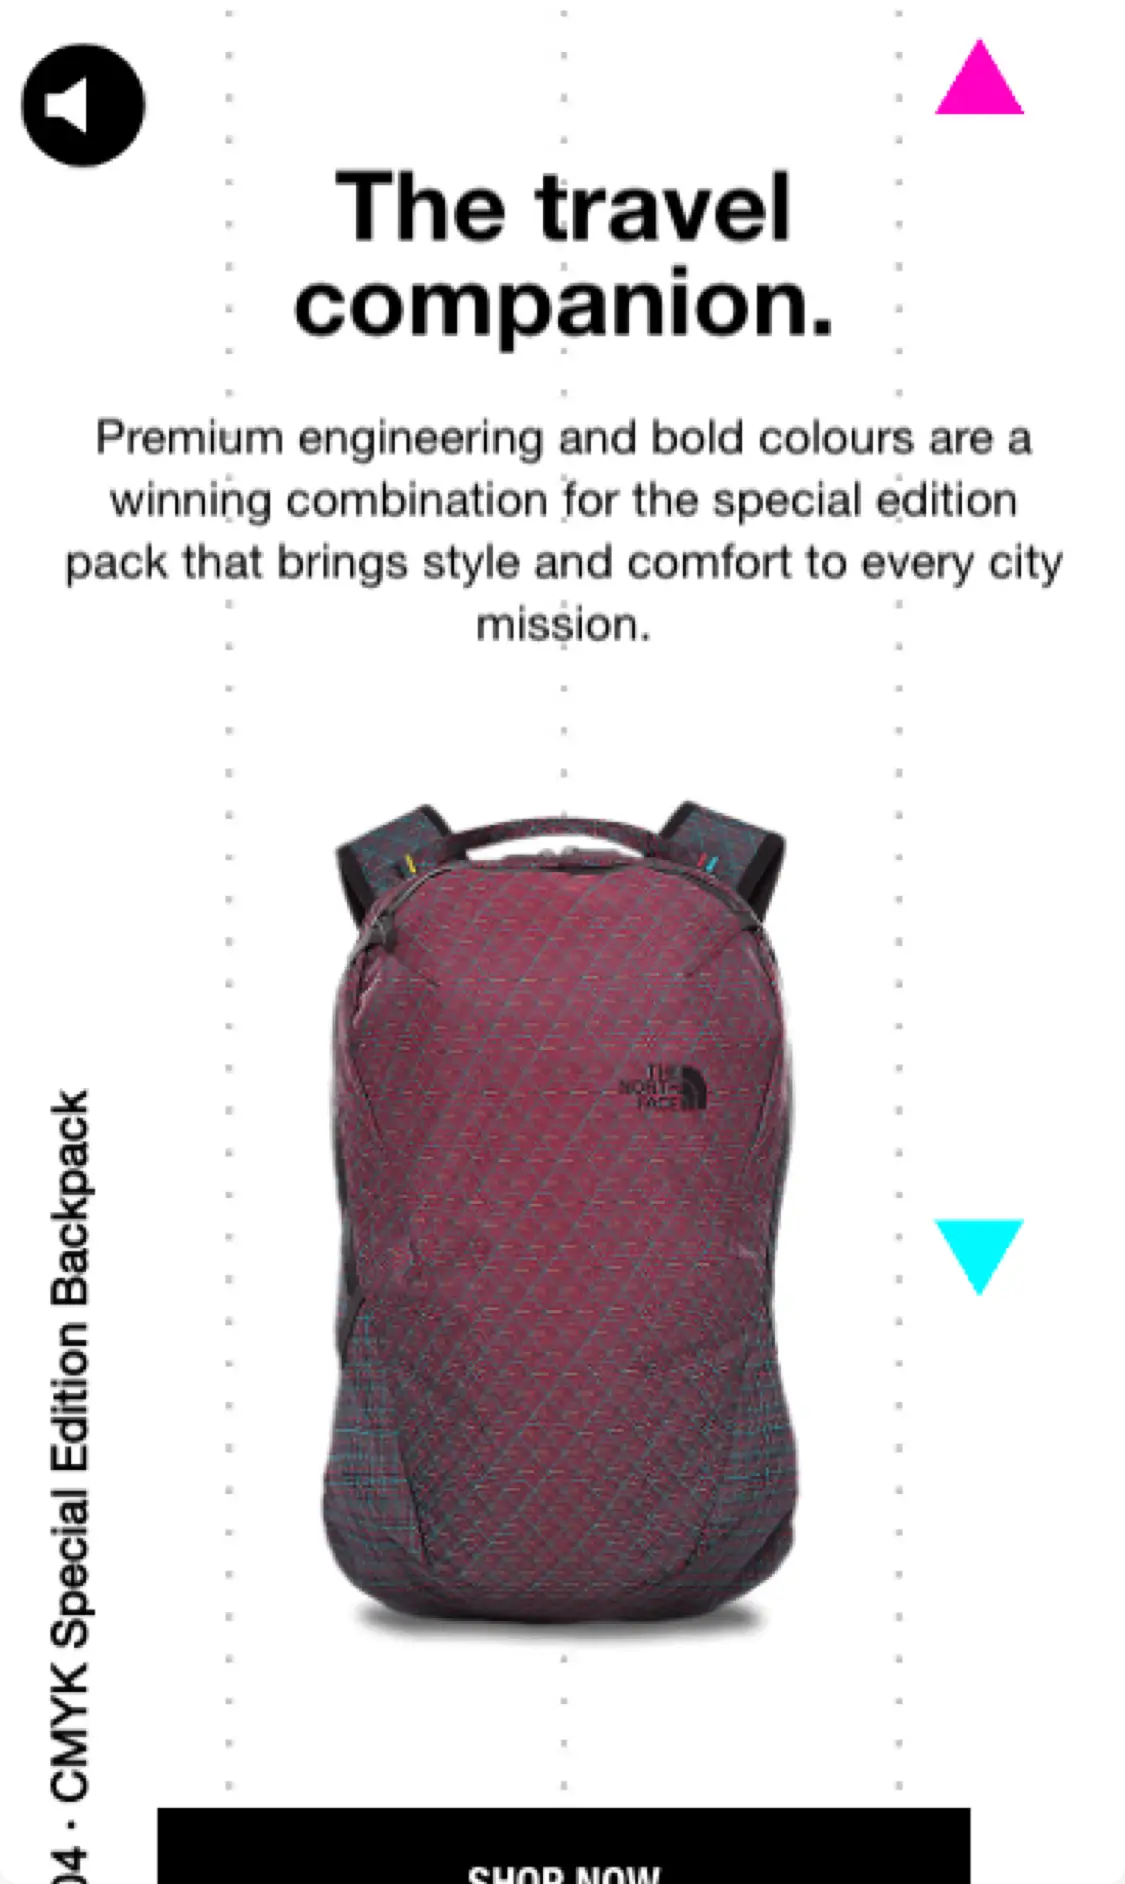 The travel
companion.
Premium engineering and bold colours are a
winning combination for the special edition
pack that brings style and comfort to every city
mission.
THE
NORTH
FACE
04 · CMYK Special Edition Backpack
SHOP NOW